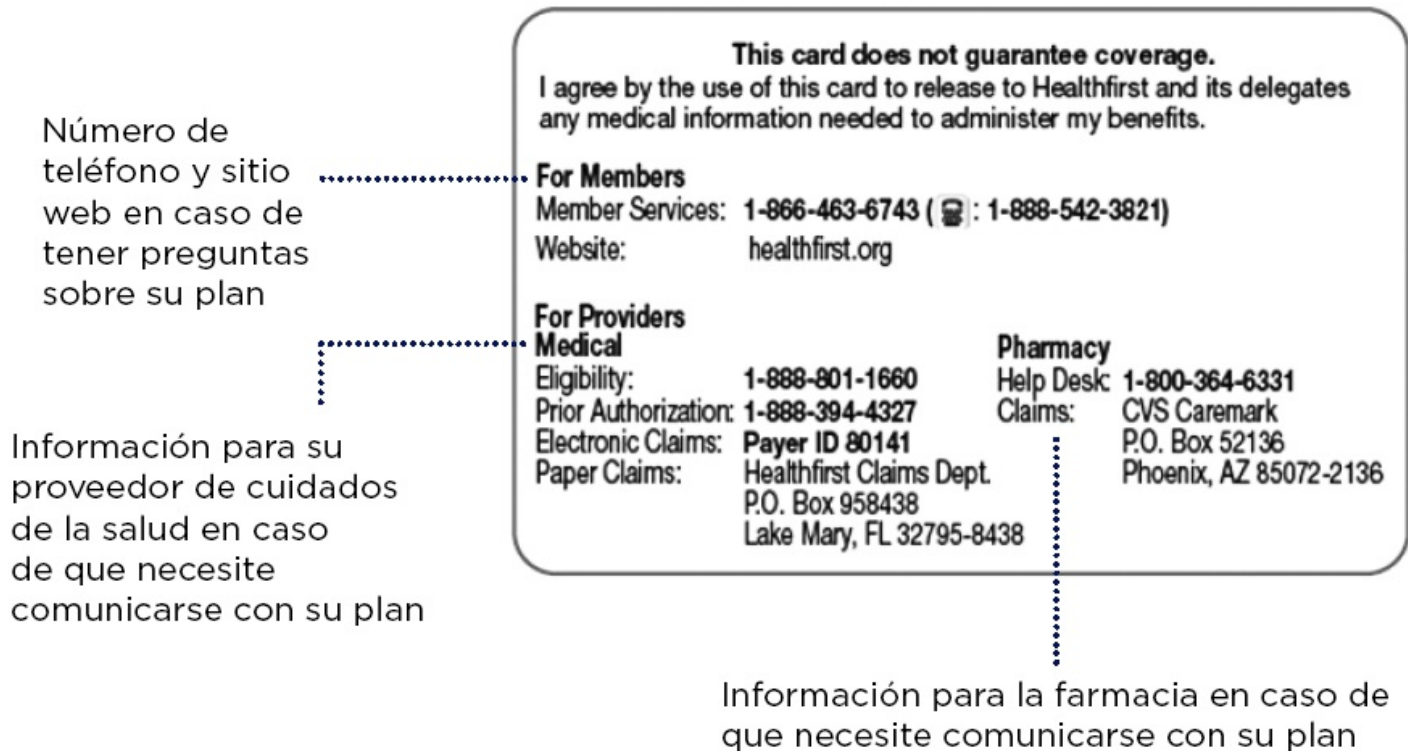 This card does not guarantee coverage.
I agree by the use of this card to release to Healthfirst and its delegates
any medical information needed to administer my benefits.
Número de
teléfono y sitio
web en caso de
tener preguntas
sobre su plan
For Members
Member Services: 1-866-463-6743 ( : 1-888-542-3821)
Website: healthfirst.org
For Providers
Medical
Eligibility: 1-888-801-1660
Prior Authorization: 1-888-394-4327
Electronic Claims: Payer ID 80141
Paper Claims: Healthfirst Claims Dept.
P.O. Box 958438
Lake Mary, FL 32795-8438
Pharmacy
Help Desk: 1-800-364-6331
Claims: CVS Caremark
P.O. Box 52136
Phoenix, AZ 85072-2136
Información para su
proveedor de cuidados
de la salud en caso
de que necesite
comunicarse con su plan
Información para la farmacia en caso de
que necesite comunicarse con su plan